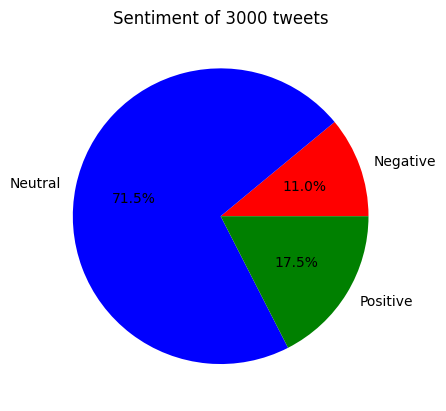 Sentiment of 3000 tweets
Negative
Neutral
11.0%
71.5%
17.5%
Positive